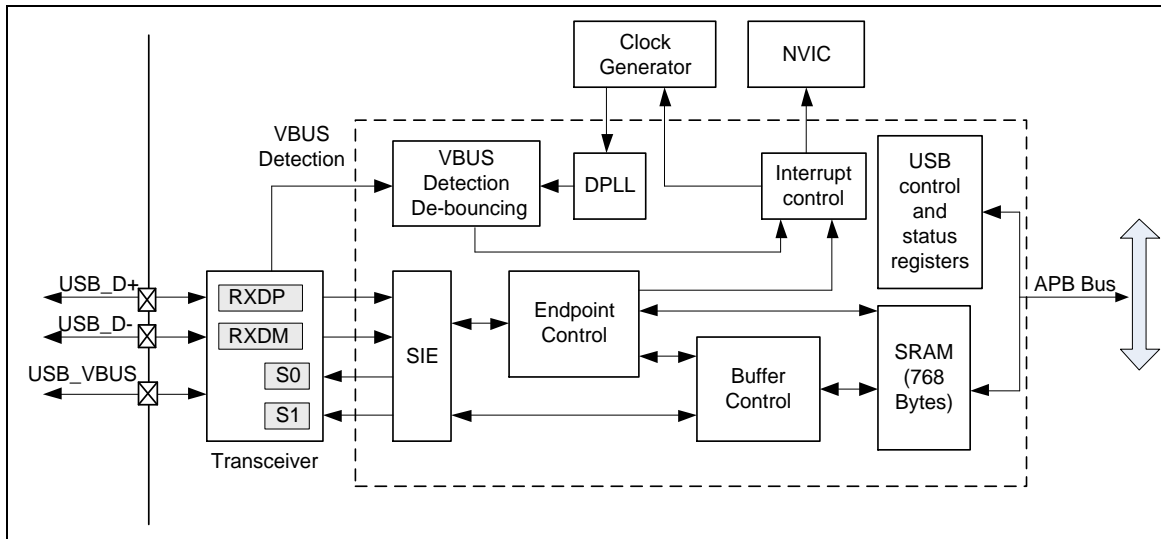 Clock
Generator
NVIC
VBUS
Detection
VBUS
Detection
De-bouncing
DPLL
Interrupt
control
USB
control
and
status
registers
USB_D+
USB_D-
USB_VBUS
RXDP
RXDM
S0
S1
Transceiver
SIE
Endpoint
Control
Buffer
Control
SRAM
(768
Bytes)
APB Bus